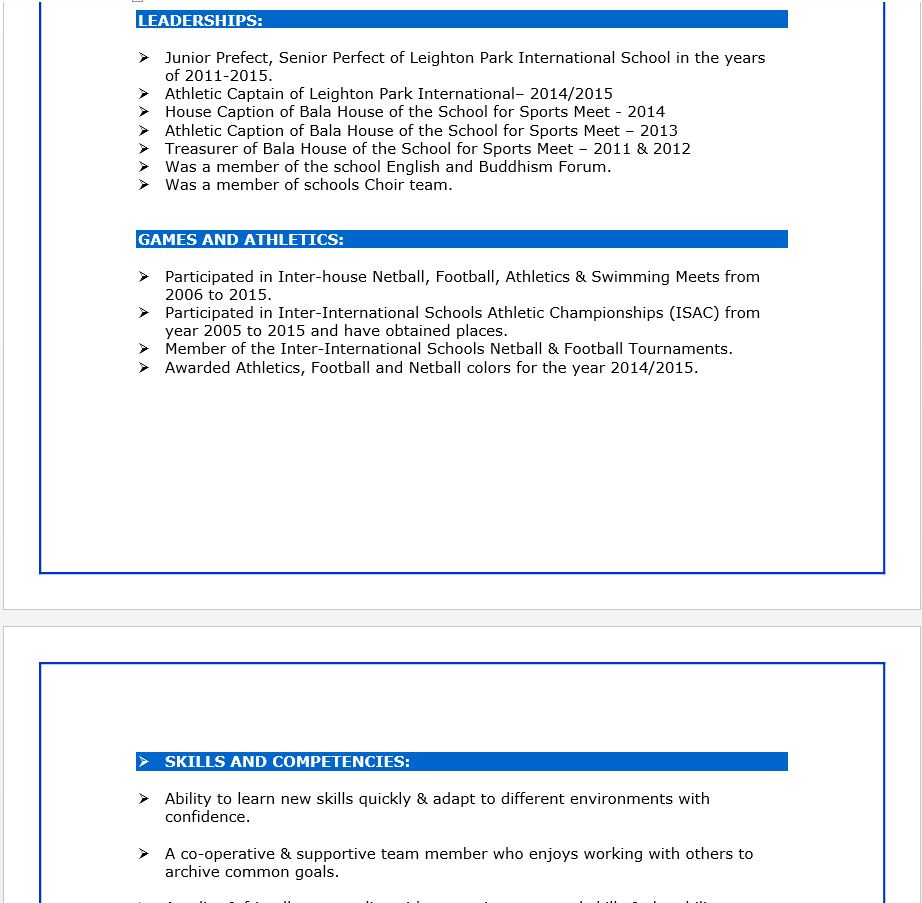 LEADERSHIPS:
➢ Junior Prefect, Senior Perfect of Leighton Park International School in the years
of 2011-2015.
➢ Athletic Captain of Leighton Park International– 2014/2015
➢ House Caption of Bala House of the School for Sports Meet - 2014
➢ Athletic Caption of Bala House of the School for Sports Meet – 2013
➢ Treasurer of Bala House of the School for Sports Meet – 2011 & 2012
➢ Was a member of the school English and Buddhism Forum.
➢ Was a member of schools Choir team.
GAMES AND ATHLETICS:
➢ Participated in Inter-house Netball, Football, Athletics & Swimming Meets from
2006 to 2015.
➢ Participated in Inter-International Schools Athletic Championships (ISAC) from
year 2005 to 2015 and have obtained places.
➢ Member of the Inter-International Schools Netball & Football Tournaments.
➢ Awarded Athletics, Football and Netball colors for the year 2014/2015.
➢ SKILLS AND COMPETENCIES:
➢ Ability to learn new skills quickly & adapt to different environments with
confidence.
➢ A co-operative & supportive team member who enjoys working with others to
archive common goals.